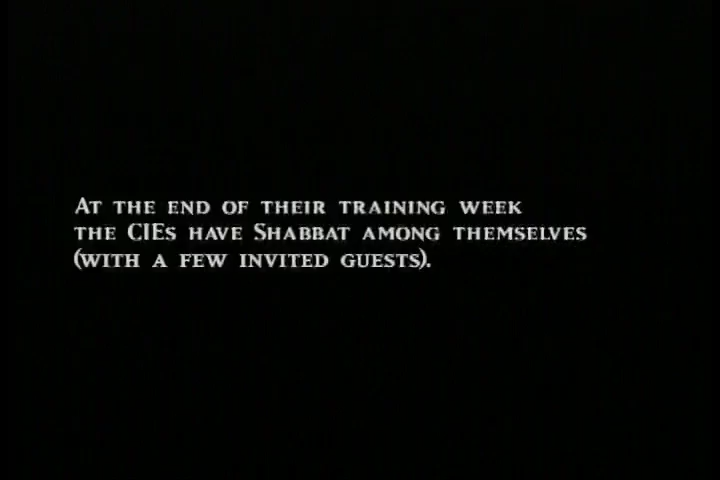 At the end of their training week
the CIEs have Shabbat among themselves
(with a few invited guests).